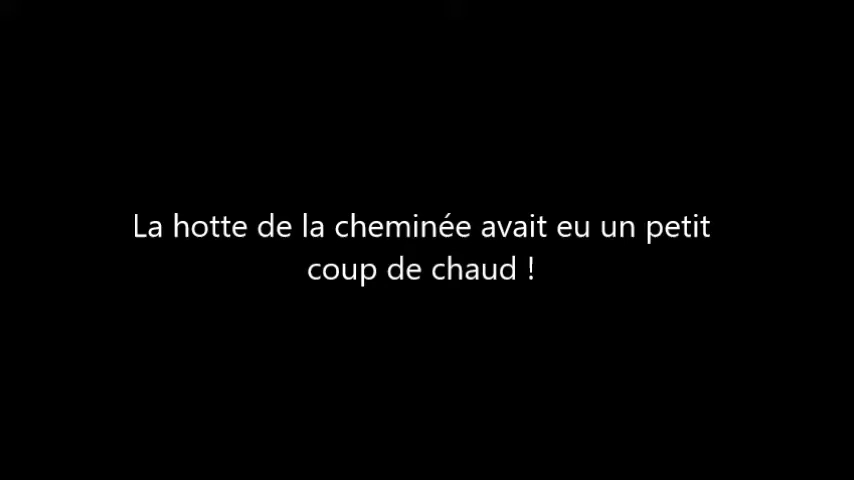 La hotte de la cheminée avait eu un petit
coup de chaud !